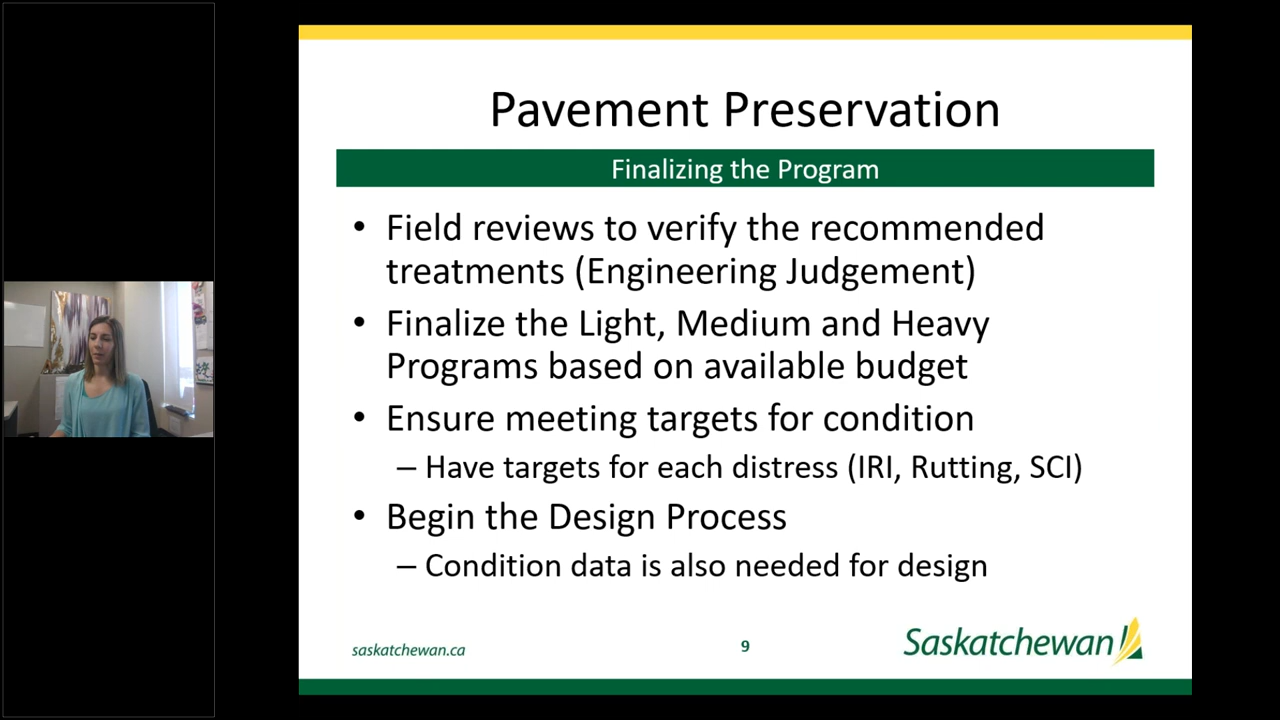 Pavement Preservation
Finalizing the Program
• Field reviews to verify the recommended
treatments (Engineering Judgement)
• Finalize the Light, Medium and Heavy
Programs based on available budget
• Ensure meeting targets for condition
– Have targets for each distress (IRI, Rutting, SCI)
• Begin the Design Process
– Condition data is also needed for design
saskatchewan.ca
9
Saskatchewan